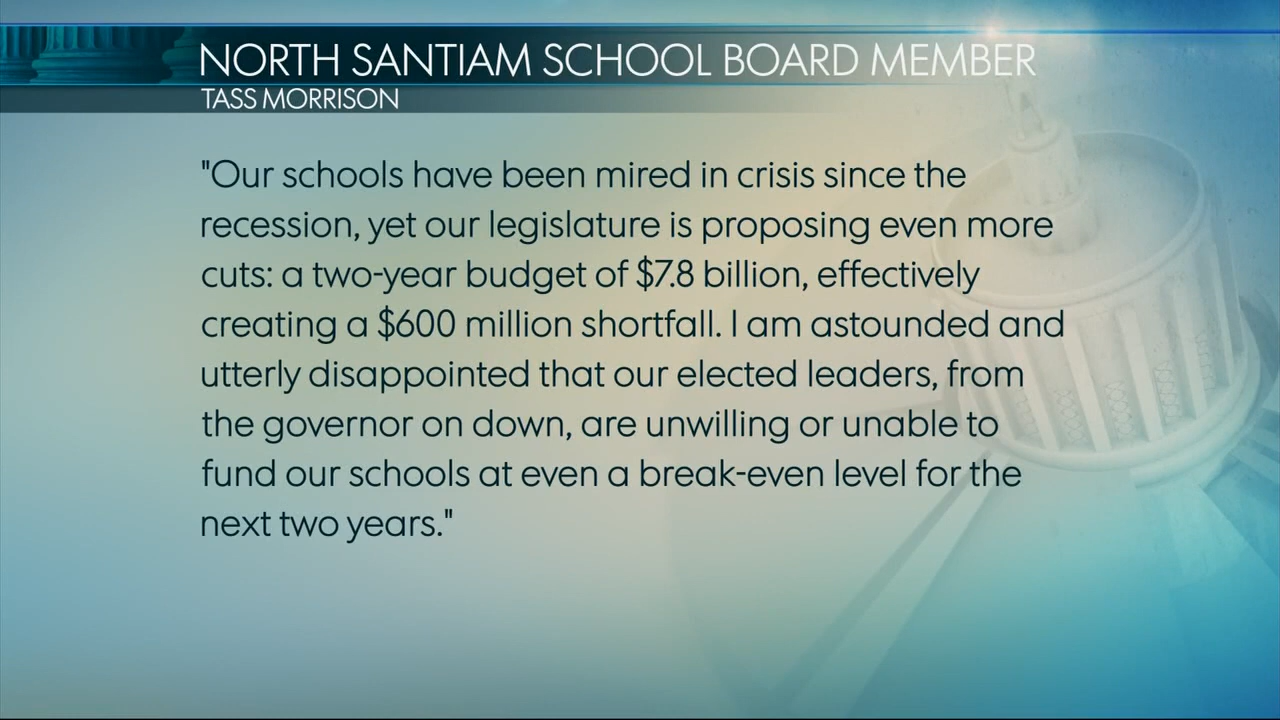 NORTH SANTIAM SCHOOL BOARD MEMBER
TASS MORRISON
"Our schools have been mired in crisis since the
recession, yet our legislature is proposing even more
cuts: a two-year budget of $7.8 billion, effectively
creating a $600 million shortfall. I am astounded and
utterly disappointed that our elected leaders, from
the governor on down, are unwilling or unable to
fund our schools at even a break-even level for the
next two years."